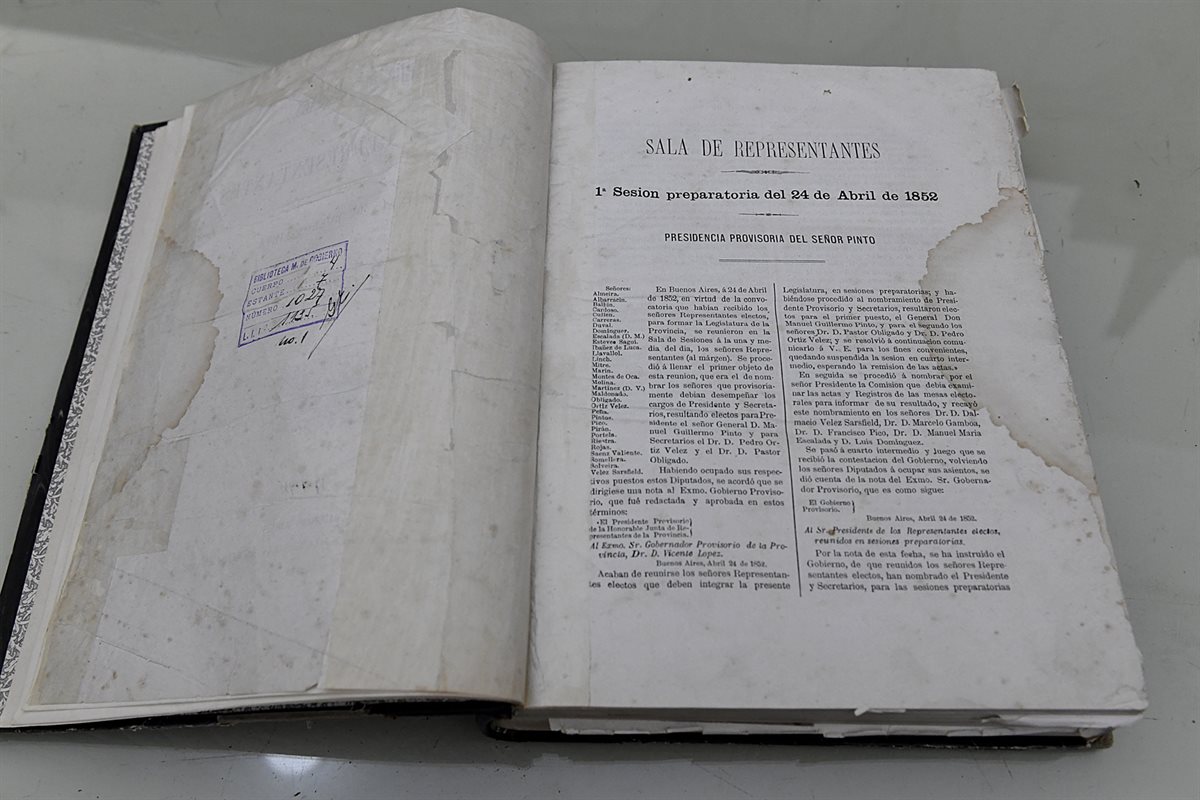 BIBLIOTECA M. DE GOBIERNO
CUERPO
ESTANTE
NÚMERO 1027
no. 1
SALA DE REPRESENTANTES
1ª Sesion preparatoria del 24 de Abril de 1852
PRESIDENCIA PROVISORIA DEL SEÑOR PINTO
Señores:
Almeira.
Albarracin.
Cardoso.
Cullen.
Carreras.
Duval.
Dominguez.
Escalada (D. M.)
Esteves Saguí.
Ibañez de Luca.
Llavallol.
Linch.
Mitre.
Marin.
Montes de Oca.
Molina.
Martinez (D. V.)
Maldonado.
Obligado.
Ortiz Velez.
Peña.
Pintos.
Pico.
Pirán.
Portela.
Riestra.
Rojas.
Saenz Valiente.
Somellera.
Solveira.
Velez Sarsfield.
En Buenos Aires, á 24 de Abril
de 1852, en virtud de la convo-
catoria que habian recibido los
señores Representantes electos,
para formar la Legislatura de la
Provincia, se reunieron en la
Sala de Sesiones á la una y me-
dia del dia, los señores Repre-
sentantes (al márgen). Se proce-
dió á llenar el primer objeto de
esta reunion, que era el de nom-
brar los señores que provisoria-
mente debian desempeñar los
cargos de Presidente y Secreta-
rios, resultando electos para Pre-
sidente el señor General D. Ma-
nuel Guillermo Pinto y para
Secretarios el Dr. D. Pedro Or-
tiz Velez y el Dr. D. Pastor
Obligado.
Habiendo ocupado sus respec-
tivos puestos estos Diputados, se acordó que se
dirigiese una nota al Exmo. Gobierno Proviso-
rio, que fué redactada y aprobada en estos
términos:
«El Presidente Provisorio
de la Honorable Junta de Re-
presentantes de la Provincia.
Al Exmo. Sr. Gobernador Provisorio de la Pro-
vincia, Dr. D. Vicente Lopez.
Buenos Aires, Abril 24 de 1852.
Acaban de reunirse los señores Representan-
tes electos que deben integrar la presente
Legislatura, en sesiones preparatorias; y ha-
biéndose procedido al nombramiento de Presi-
dente Provisorio y Secretarios, resultaron elec-
tos para el primer puesto, el General Don
Manuel Guillermo Pinto, y para el segundo los
señores Dr. D. Pastor Obligado y Dr. D. Pedro
Ortiz Velez; y se resolvió á continuacion comu-
nicarlo á V. E. para los fines convenientes,
quedando suspendida la sesion en cuarto inter-
medio, esperando la remision de las actas.»
En seguida se procedió á nombrar por el
señor Presidente la Comision que debia exami-
nar las actas y Registros de las mesas electo-
rales para informar de su resultado, y recayó
este nombramiento en los señores Dr. D. Dal-
macio Velez Sarsfield, Dr. D. Marcelo Gamboa,
Dr. D. Francisco Pico, Dr. D. Manuel Maria
Escalada y D. Luis Dominguez.
Se pasó á cuarto intermedio y luego que se
recibió la contestacion del Gobierno, volviendo
los señores Diputados á ocupar sus asientos, se
dió cuenta de la nota del Exmo. Sr. Goberna-
dor Provisorio, que es como sigue:
El Gobierno
Provisorio.
Buenos Aires, Abril 24 de 1852.
Al Sr. Presidente de los Representantes electos,
reunidos en sesiones preparatorias.
Por la nota de esta fecha, se ha instruido el
Gobierno, de que reunidos los señores Repre-
sentantes electos, han nombrado el Presidente
y Secretarios, para las sesiones preparatorias